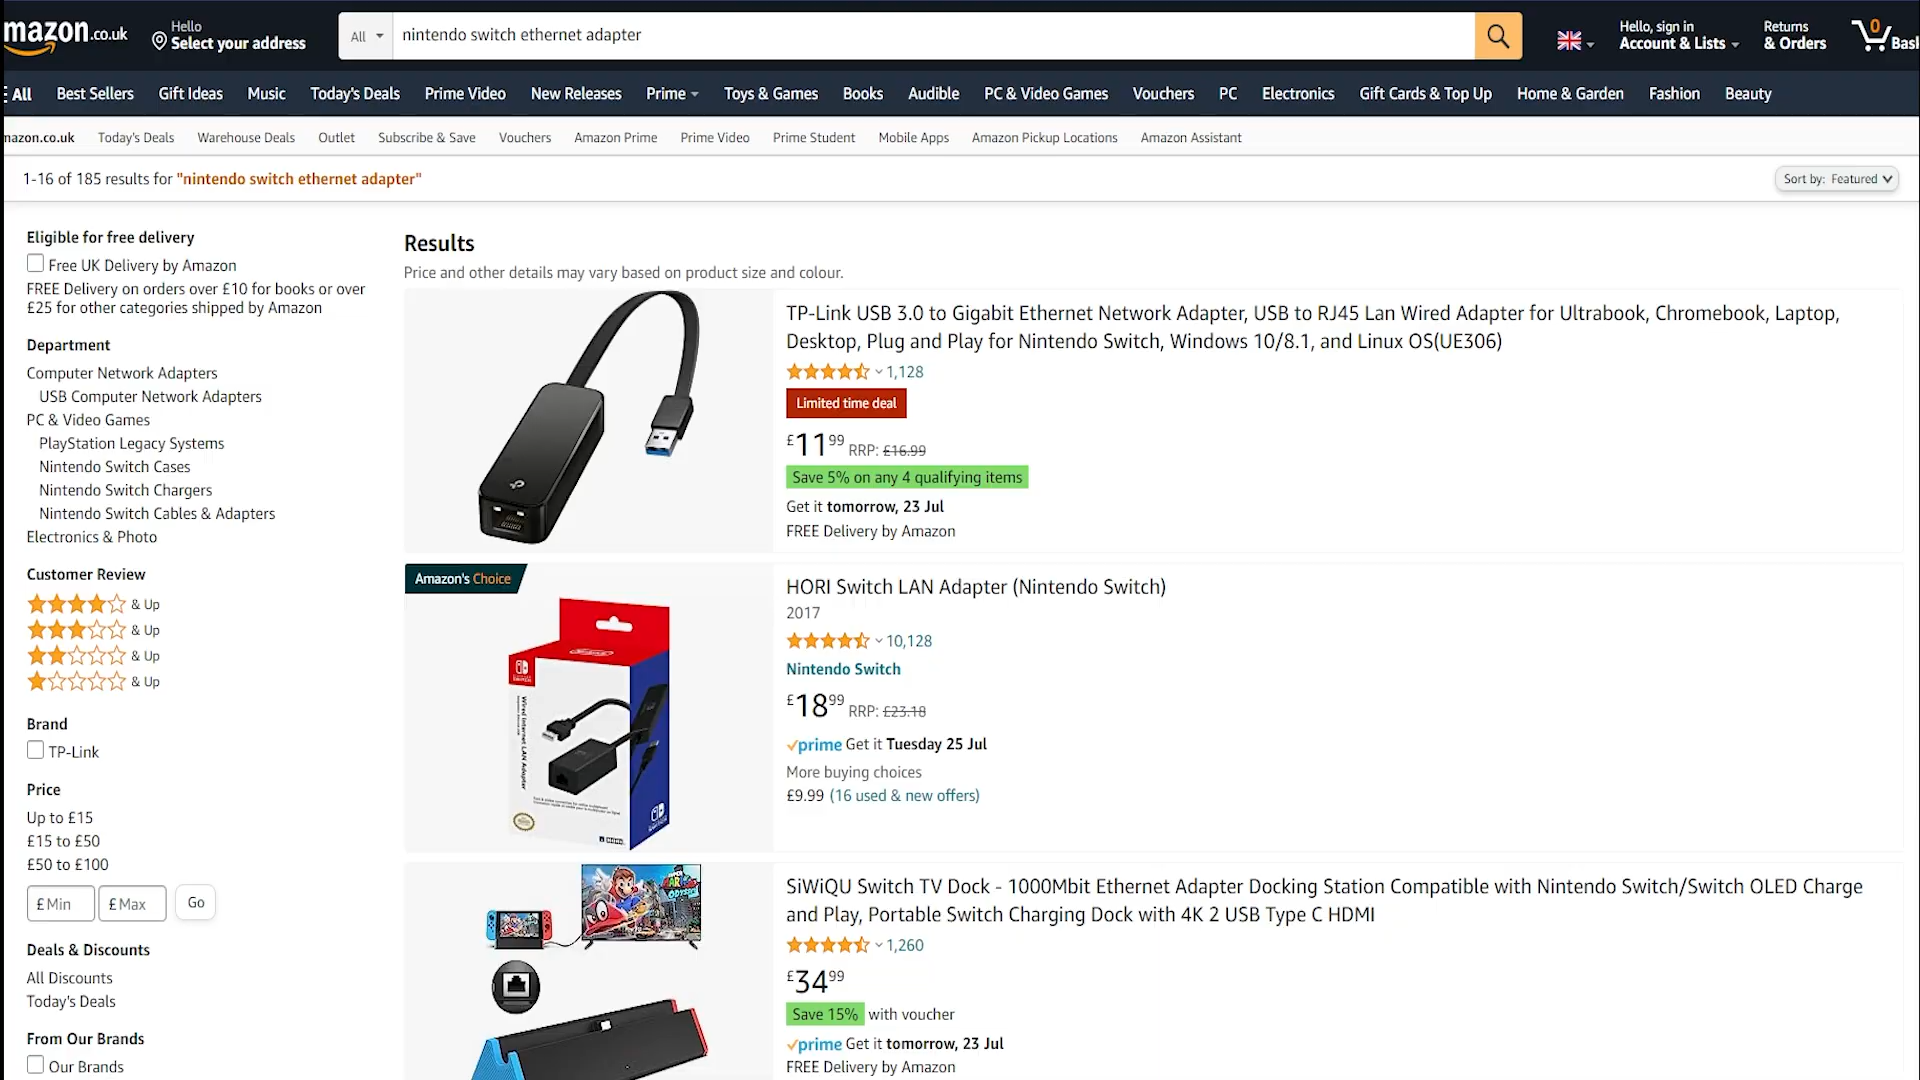 mazon.co.uk
Hello
Select your address
All
nintendo switch ethernet adapter
Hello, sign in
Account & Lists
Returns
& Orders
0
Bask
All
Best Sellers
Gift Ideas
Music
Today's Deals
Prime Video
New Releases
Prime
Toys & Games
Books
Audible
PC & Video Games
Vouchers
PC
Electronics
Gift Cards & Top Up
Home & Garden
Fashion
Beauty
mazon.co.uk
Today's Deals
Warehouse Deals
Outlet
Subscribe & Save
Vouchers
Amazon Prime
Prime Video
Prime Student
Mobile Apps
Amazon Pickup Locations
Amazon Assistant
1-16 of 185 results for "nintendo switch ethernet adapter"
Sort by: Featured
Eligible for free delivery
Free UK Delivery by Amazon
FREE Delivery on orders over £10 for books or over
£25 for other categories shipped by Amazon
Department
Computer Network Adapters
USB Computer Network Adapters
PC & Video Games
PlayStation Legacy Systems
Nintendo Switch Cases
Nintendo Switch Chargers
Nintendo Switch Cables & Adapters
Electronics & Photo
Customer Review
& Up
& Up
& Up
& Up
Brand
TP-Link
Price
Up to £15
£15 to £50
£50 to £100
£ Min
£ Max
Go
Deals & Discounts
All Discounts
Today's Deals
From Our Brands
Our Brands
Results
Price and other details may vary based on product size and colour.
TP-Link USB 3.0 to Gigabit Ethernet Network Adapter, USB to RJ45 Lan Wired Adapter for Ultrabook, Chromebook, Laptop,
Desktop, Plug and Play for Nintendo Switch, Windows 10/8.1, and Linux OS(UE306)
1,128
Limited time deal
£11 99 RRP: £16.99
Save 5% on any 4 qualifying items
Get it tomorrow, 23 Jul
FREE Delivery by Amazon
Amazon's Choice
Wired Internet LAN Adapter
HORI
HORI Switch LAN Adapter (Nintendo Switch)
2017
10,128
Nintendo Switch
£18 99 RRP: £23.18
prime Get it Tuesday 25 Jul
More buying choices
£9.99 (16 used & new offers)
SiWiQU Switch TV Dock - 1000Mbit Ethernet Adapter Docking Station Compatible with Nintendo Switch/Switch OLED Charge
and Play, Portable Switch Charging Dock with 4K 2 USB Type C HDMI
1,260
£34 99
Save 15% with voucher
prime Get it tomorrow, 23 Jul
FREE Delivery by Amazon